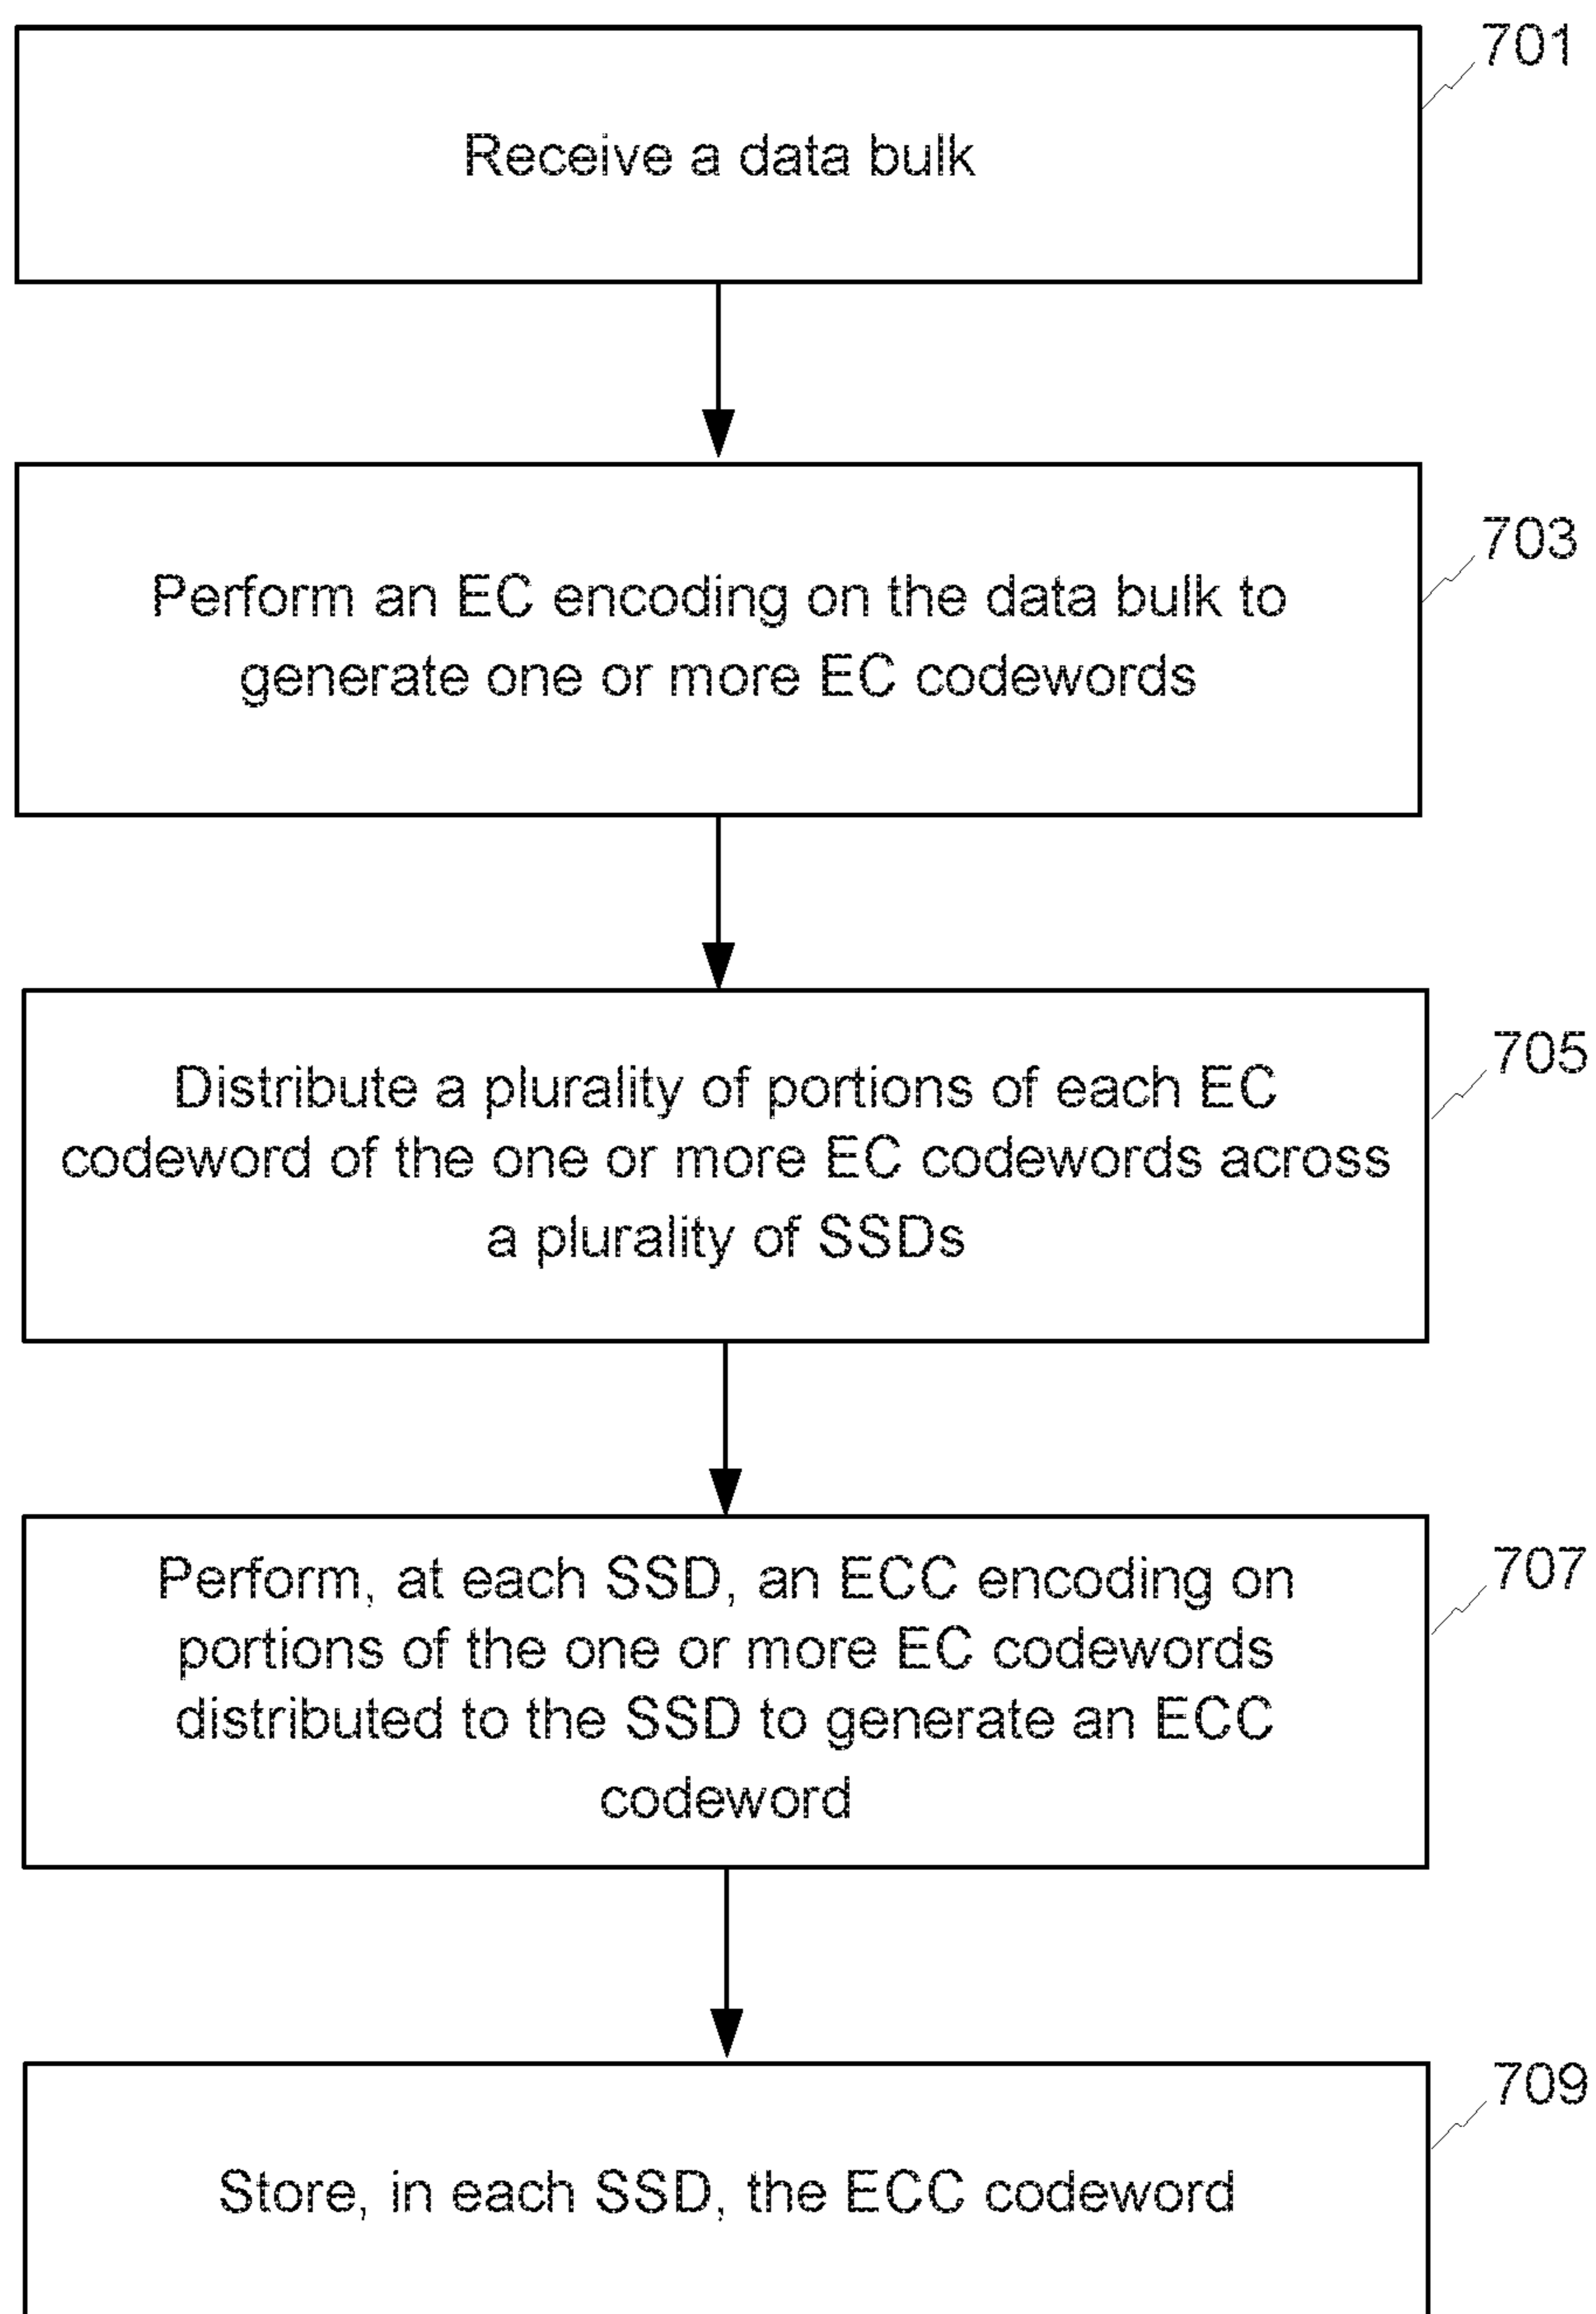 701
Receive a data bulk
703
Perform an EC encoding on the data bulk to
generate one or more EC codewords
705
Distribute a plurality of portions of each EC
codeword of the one or more EC codewords across
a plurality of SSDs
707
Perform, at each SSD, an ECC encoding on
portions of the one or more EC codewords
distributed to the SSD to generate an ECC
codeword
709
Store, in each SSD, the ECC codeword